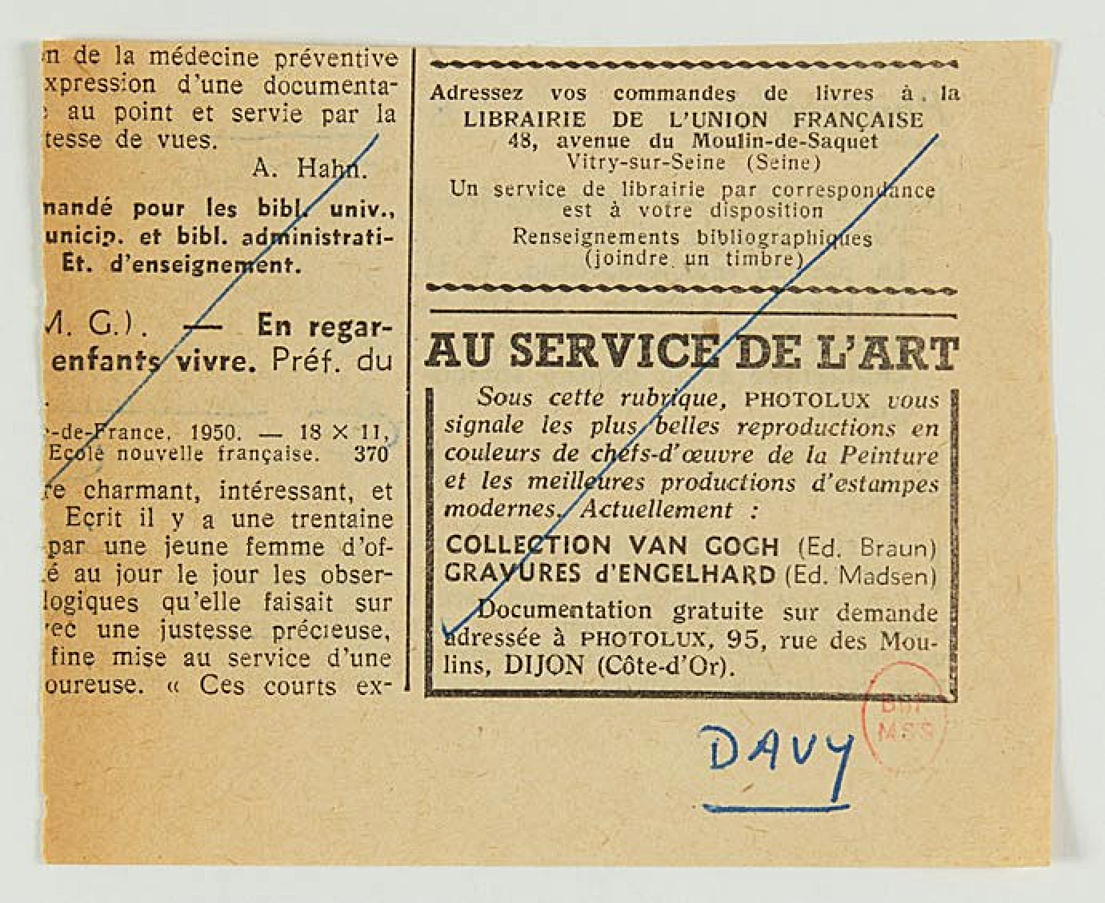 n de la médecine préventive
xpression d'une documenta-
au point et servie par la
tesse de vues.
A. Hahn.
mandé pour les bibl. univ.,
unicip. et bibl. administrati-
Et. d'enseignement.
M. G.). — En regar-
enfants vivre. Préf. du
-de-France, 1950. — 18 X 11,
Ecole nouvelle française. 370
re charmant, intéressant, et
Ecrit il y a une trentaine
par une jeune femme d'of-
é au jour le jour les obser-
logiques qu'elle faisait sur
ec une justesse précieuse,
fine mise au service d'une
oureuse. « Ces courts ex-
Adressez vos commandes de livres à la
LIBRAIRIE DE L'UNION FRANÇAISE
48, avenue du Moulin-de-Saquet
Vitry-sur-Seine (Seine)
Un service de librairie par correspondance
est à votre disposition
Renseignements bibliographiques
(joindre un timbre)
AU SERVICE DE L'ART
Sous cette rubrique, PHOTOLUX vous
signale les plus belles reproductions en
couleurs de chefs-d'œuvre de la Peinture
et les meilleures productions d'estampes
modernes. Actuellement :
COLLECTION VAN GOGH (Ed. Braun)
GRAVURES d'ENGELHARD (Ed. Madsen)
Documentation gratuite sur demande
adressée à PHOTOLUX, 95, rue des Mou-
lins, DIJON (Côte-d'Or).
MSS
DAVY